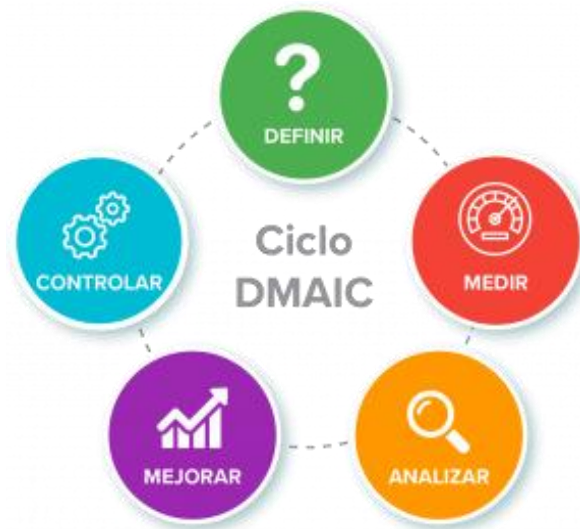 ?
DEFINIR
CONTROLAR
Ciclo
DMAIC
MEDIR
MEJORAR
ANALIZAR